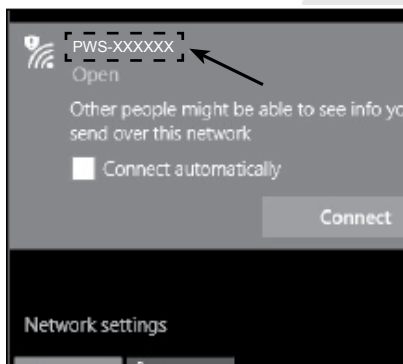 PWS-XXXXXX
Open
Other people might be able to see info yo
send over this network
Connect automatically
Connect
Network settings